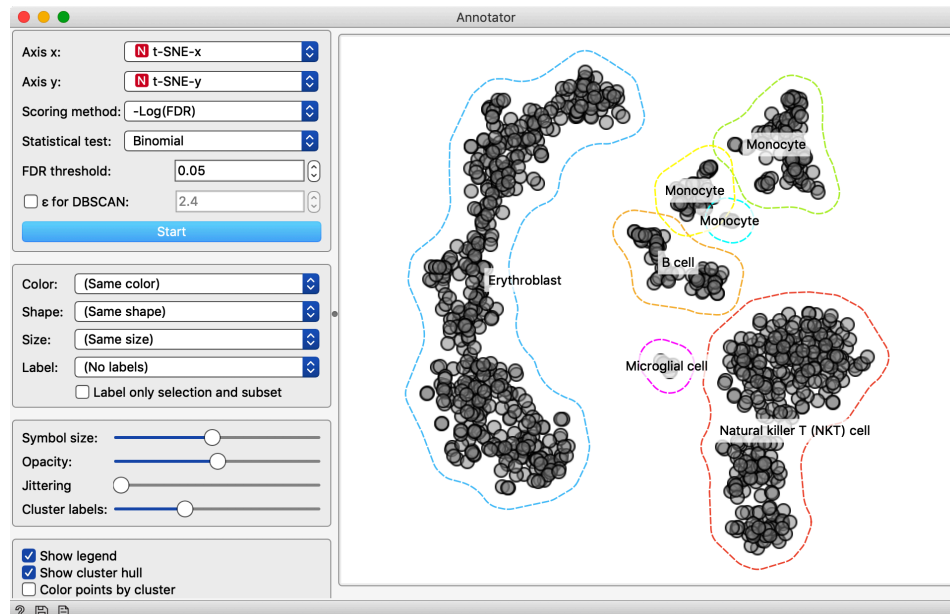 Annotator
Axis x:
N t-SNE-x
Axis y:
N t-SNE-y
Scoring method:
-Log(FDR)
Statistical test:
Binomial
FDR threshold:
0.05
ε for DBSCAN:
2.4
Start
Color:
(Same color)
Shape:
(Same shape)
Size:
(Same size)
Label:
(No labels)
Label only selection and subset
Symbol size:
Opacity:
Jittering
Cluster labels:
Show legend
Show cluster hull
Color points by cluster
?
Monocyte
Monocyte
Monocyte
B cell
Erythroblast
Microglial cell
Natural killer T (NKT) cell